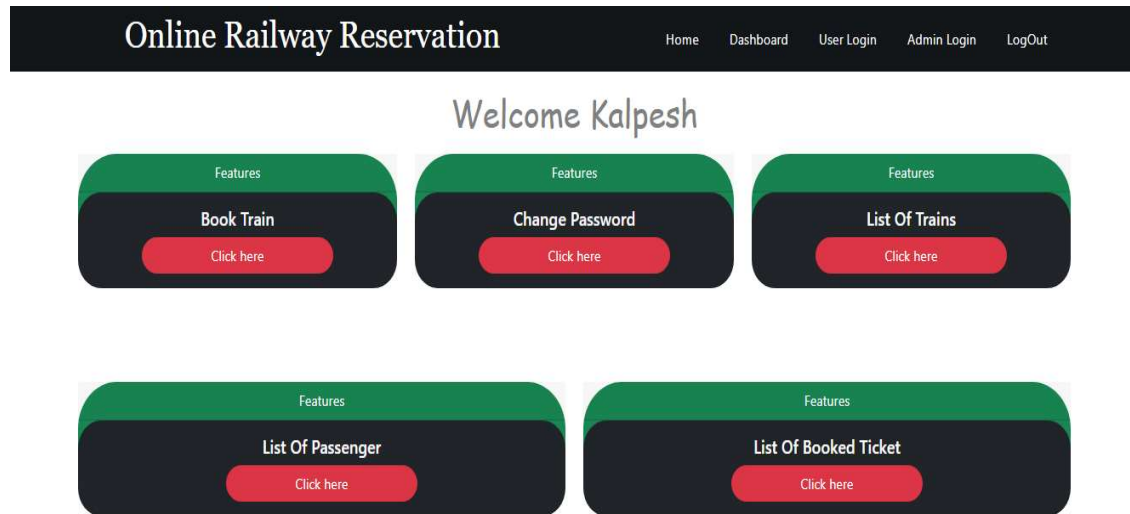 Online Railway Reservation
Home Dashboard User Login Admin Login LogOut
Welcome Kalpesh
Features Features Features
Book Train Change Password List Of Trains
Click here Click here Click here
Features Features
List Of Passenger List Of Booked Ticket
Click here Click here